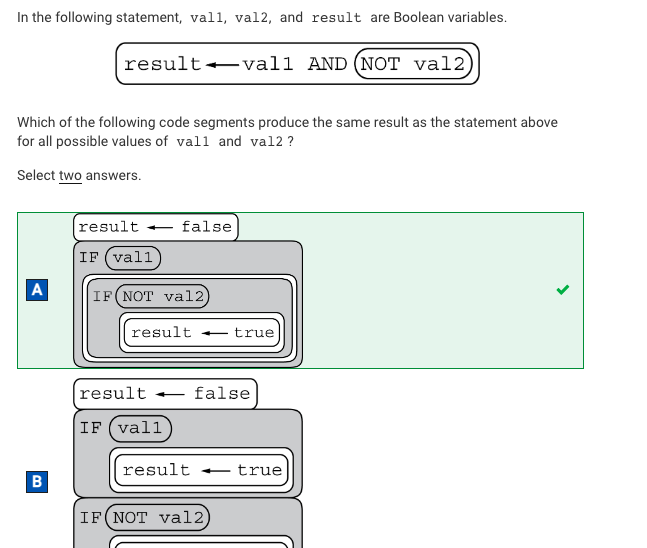 In the following statement, val1, val2, and result are Boolean variables.
result ← val1 AND NOT val2
Which of the following code segments produce the same result as the statement above
for all possible values of val1 and val2 ?
Select two answers.
result ← false
IF val1
A
IF NOT val2
result ← true
result ← false
IF val1
result ← true
B
IF NOT val2